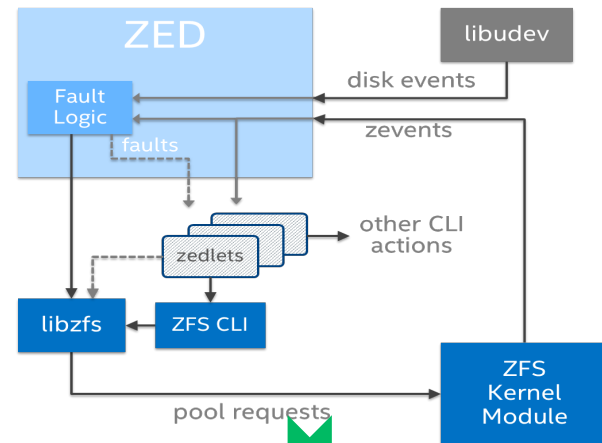 ZED
libudev
disk events
Fault
Logic
zevents
faults
other CLI
actions
zedlets
libzfs
ZFS CLI
ZFS
Kernel
Module
pool requests